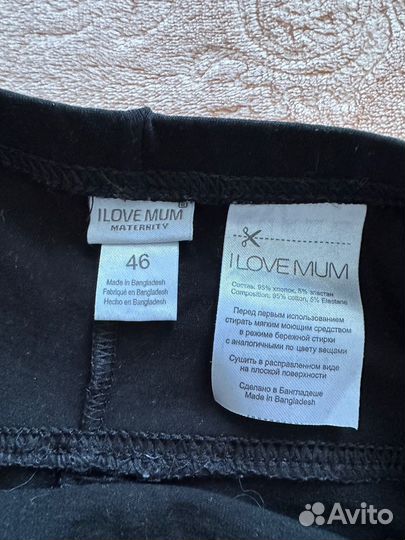 I LOVE MUM
MATERNITY
46
Made in Bangladesh
Fabriqué en Bangladesh
Hecho en Bangladesh
I LOVE MUM
Состав: 95% хлопок, 5% эластан
Composition: 95% cotton, 5% Elastane
Перед первым использованием
стирать мягким моющим средством
в режиме бережной стирки
с аналогичными по цвету вещами
Сушить в расправленном виде
на плоской поверхности
Сделано в Бангладеше
Made in Bangladesh
Avito